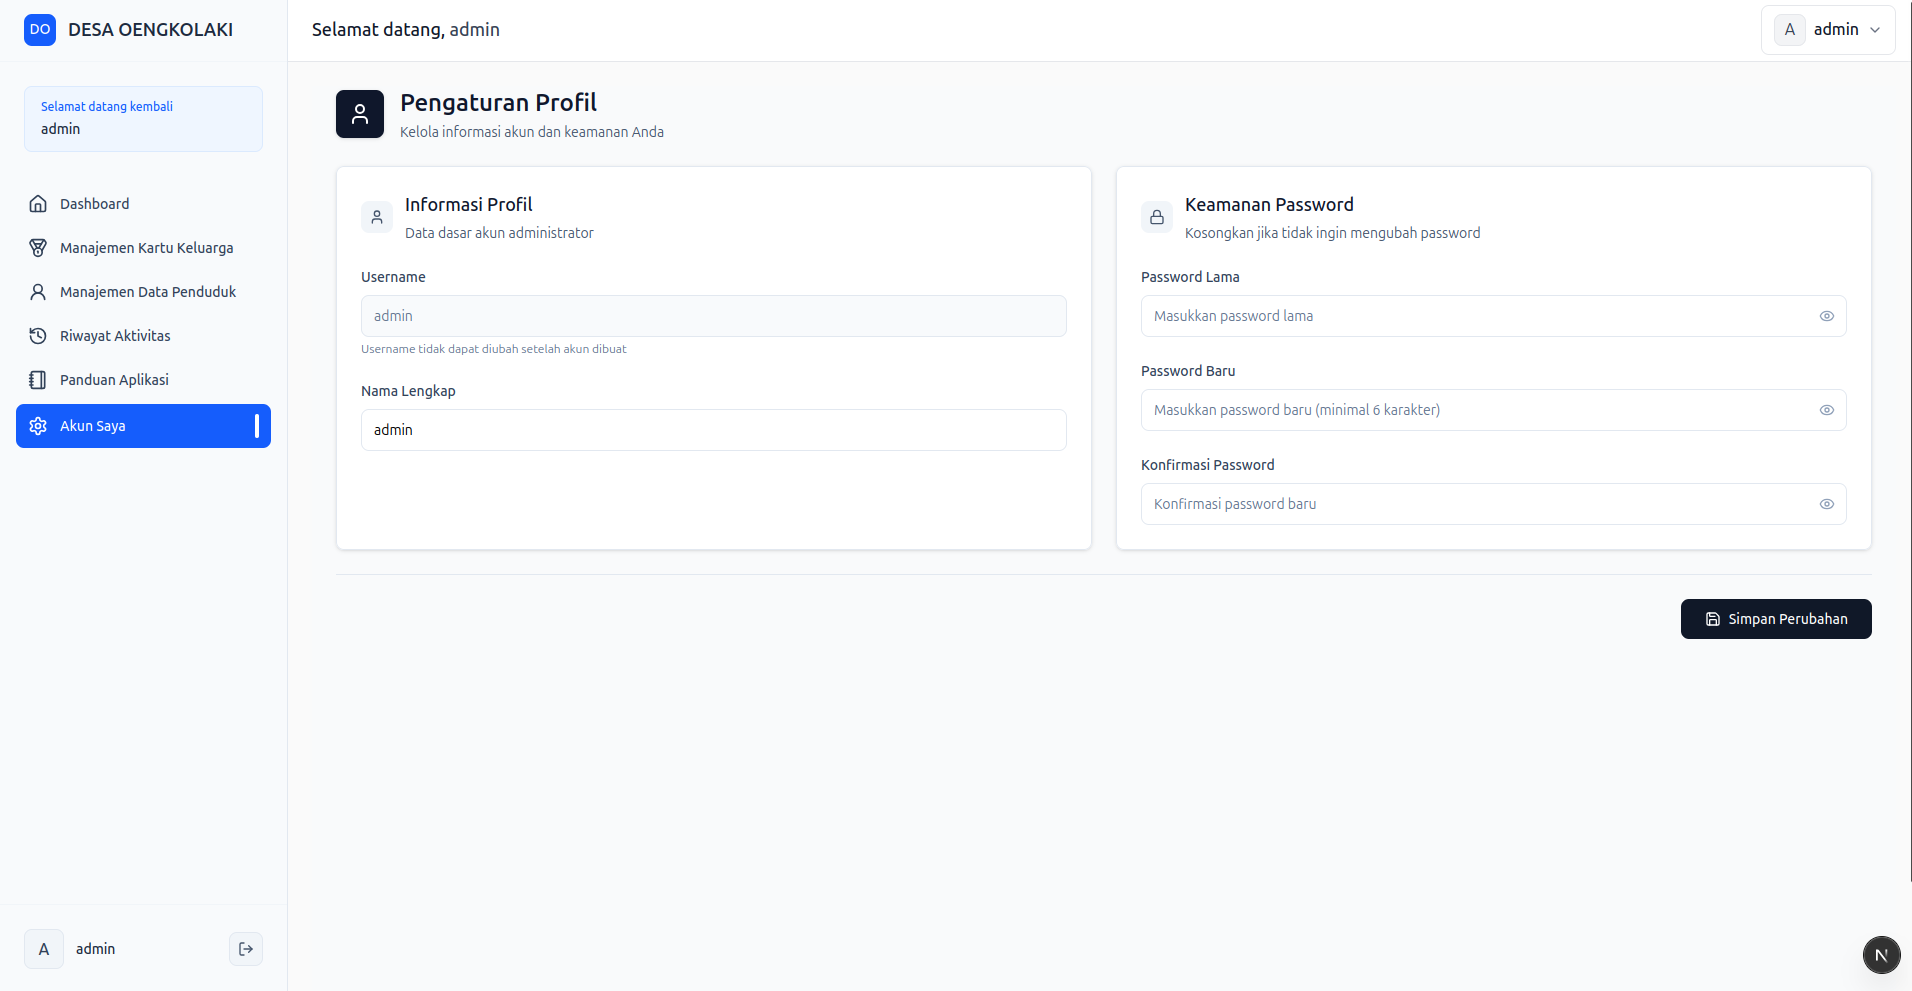 DO DESA OENGKOLAKI
Selamat datang kembali
admin
Dashboard
Manajemen Kartu Keluarga
Manajemen Data Penduduk
Riwayat Aktivitas
Panduan Aplikasi
Akun Saya
A admin
Selamat datang, admin
A admin
Pengaturan Profil
Kelola informasi akun dan keamanan Anda
Informasi Profil
Data dasar akun administrator
Username
admin
Username tidak dapat diubah setelah akun dibuat
Nama Lengkap
admin
Keamanan Password
Kosongkan jika tidak ingin mengubah password
Password Lama
Masukkan password lama
Password Baru
Masukkan password baru (minimal 6 karakter)
Konfirmasi Password
Konfirmasi password baru
Simpan Perubahan
N